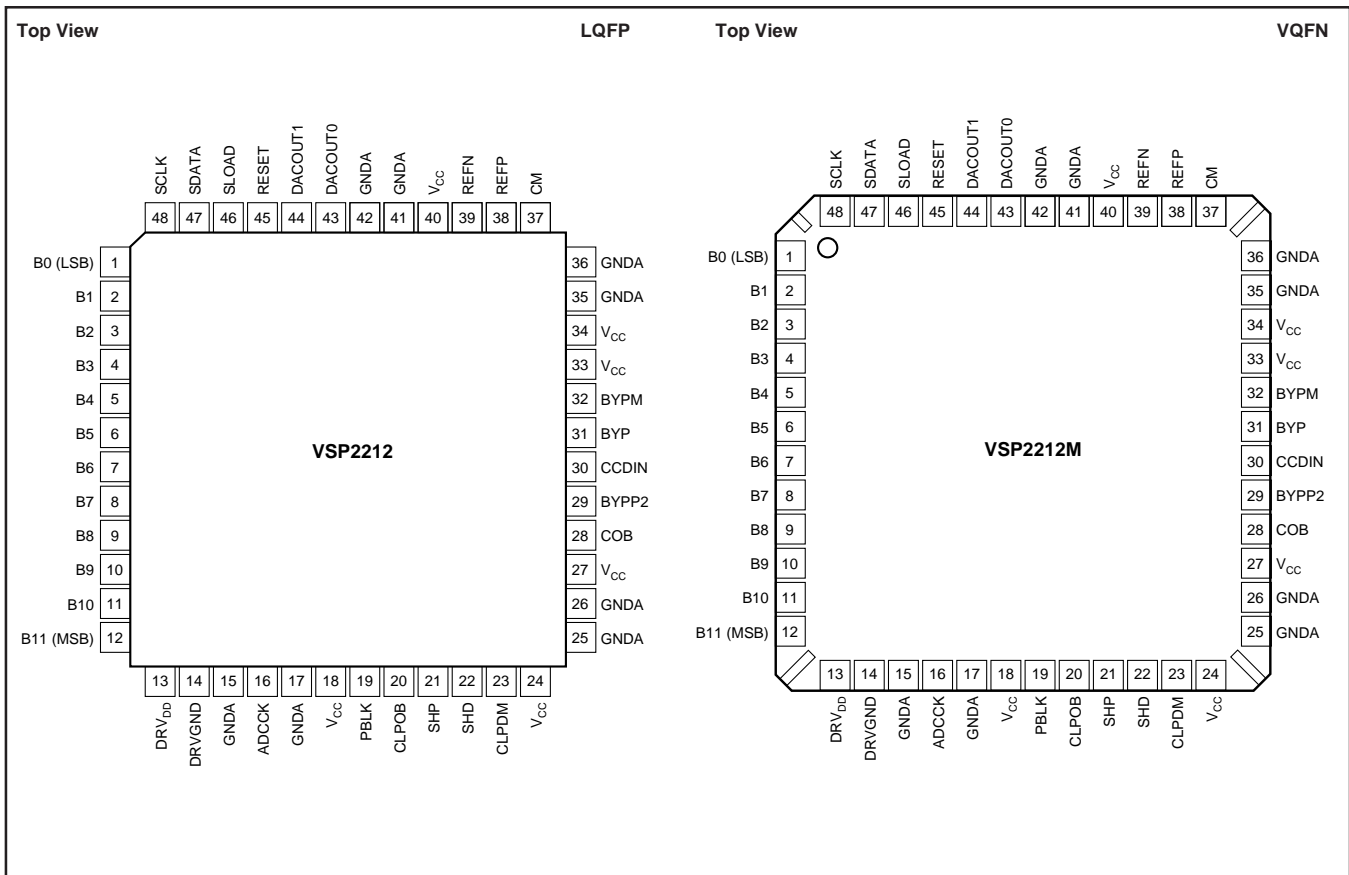 Top View
LQFP
SCLK
SDATA
SLOAD
RESET
DACOUT1
DACOUT0
GNDA
GNDA
VCC
REFN
REFP
CM
48 47 46 45 44 43 42 41 40 39 38 37
B0 (LSB) 1
B1 2
B2 3
B3 4
B4 5
B5 6
B6 7
B7 8
B8 9
B9 10
B10 11
B11 (MSB) 12
VSP2212
36 GNDA
35 GNDA
34 VCC
33 VCC
32 BYPM
31 BYP
30 CCDIN
29 BYPP2
28 COB
27 VCC
26 GNDA
25 GNDA
13 14 15 16 17 18 19 20 21 22 23 24
DRVDD
DRVGND
GNDA
ADCCK
GNDA
VCC
PBLK
CLPOB
SHP
SHD
CLPDM
VCC
Top View
VQFN
SCLK
SDATA
SLOAD
RESET
DACOUT1
DACOUT0
GNDA
GNDA
VCC
REFN
REFP
CM
48 47 46 45 44 43 42 41 40 39 38 37
B0 (LSB) 1
B1 2
B2 3
B3 4
B4 5
B5 6
B6 7
B7 8
B8 9
B9 10
B10 11
B11 (MSB) 12
VSP2212M
36 GNDA
35 GNDA
34 VCC
33 VCC
32 BYPM
31 BYP
30 CCDIN
29 BYPP2
28 COB
27 VCC
26 GNDA
25 GNDA
13 14 15 16 17 18 19 20 21 22 23 24
DRVDD
DRVGND
GNDA
ADCCK
GNDA
VCC
PBLK
CLPOB
SHP
SHD
CLPDM
VCC